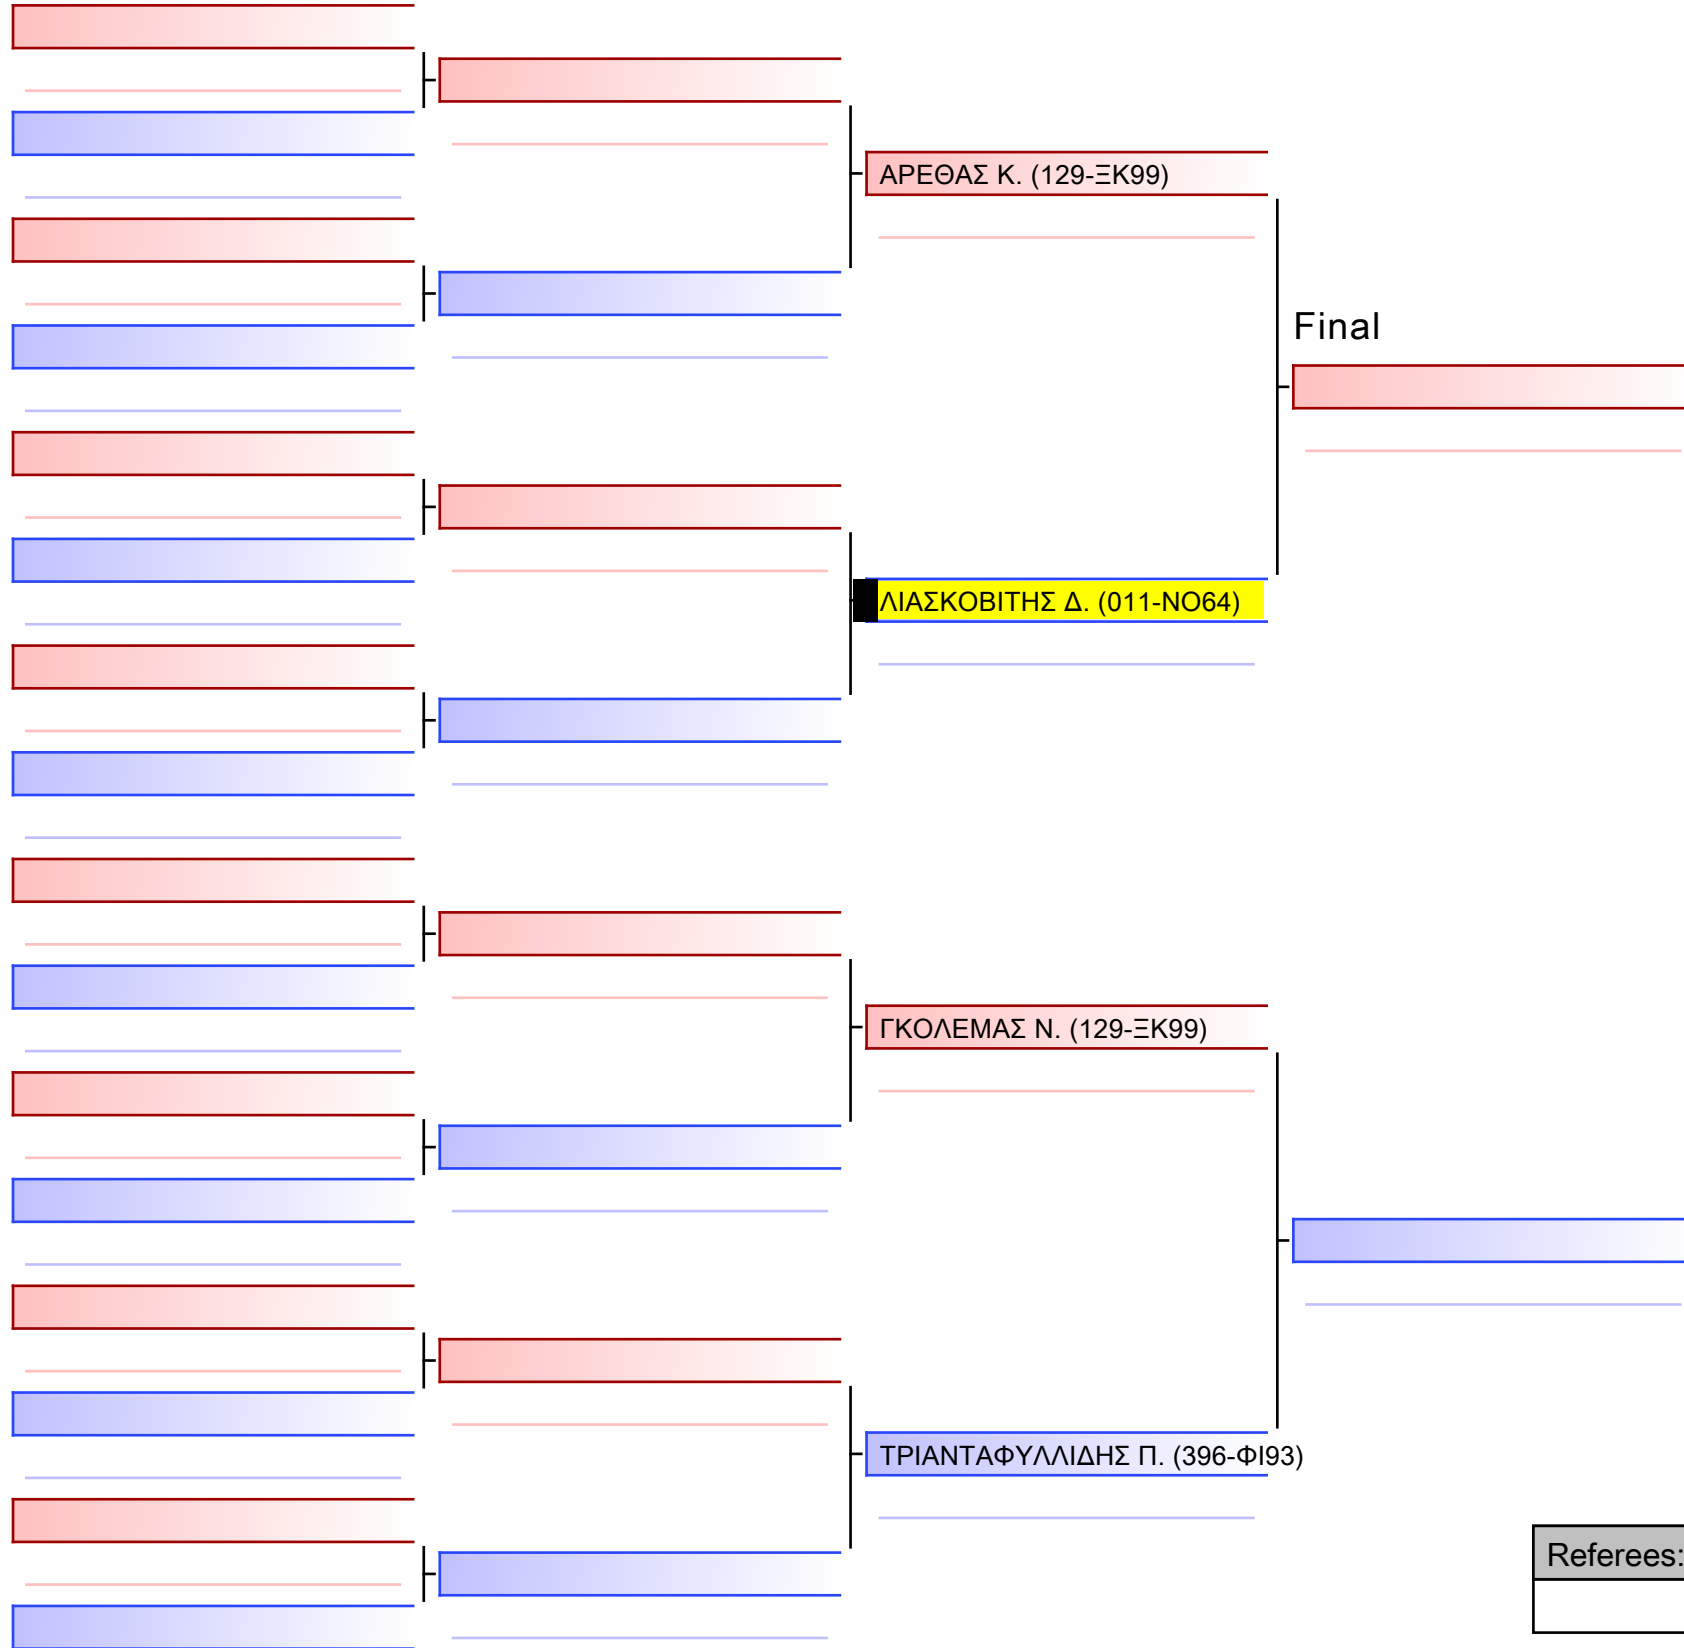 ΑΡΕΘΑΣ Κ. (129-ΞΚ99)
Final
ΛΙΑΣΚΟΒΙΤΗΣ Δ. (011-ΝΟ64)
ΓΚΟΛΕΜΑΣ Ν. (129-ΞΚ99)
ΤΡΙΑΝΤΑΦΥΛΛΙΔΗΣ Π. (396-ΦΙ93)
Referees: